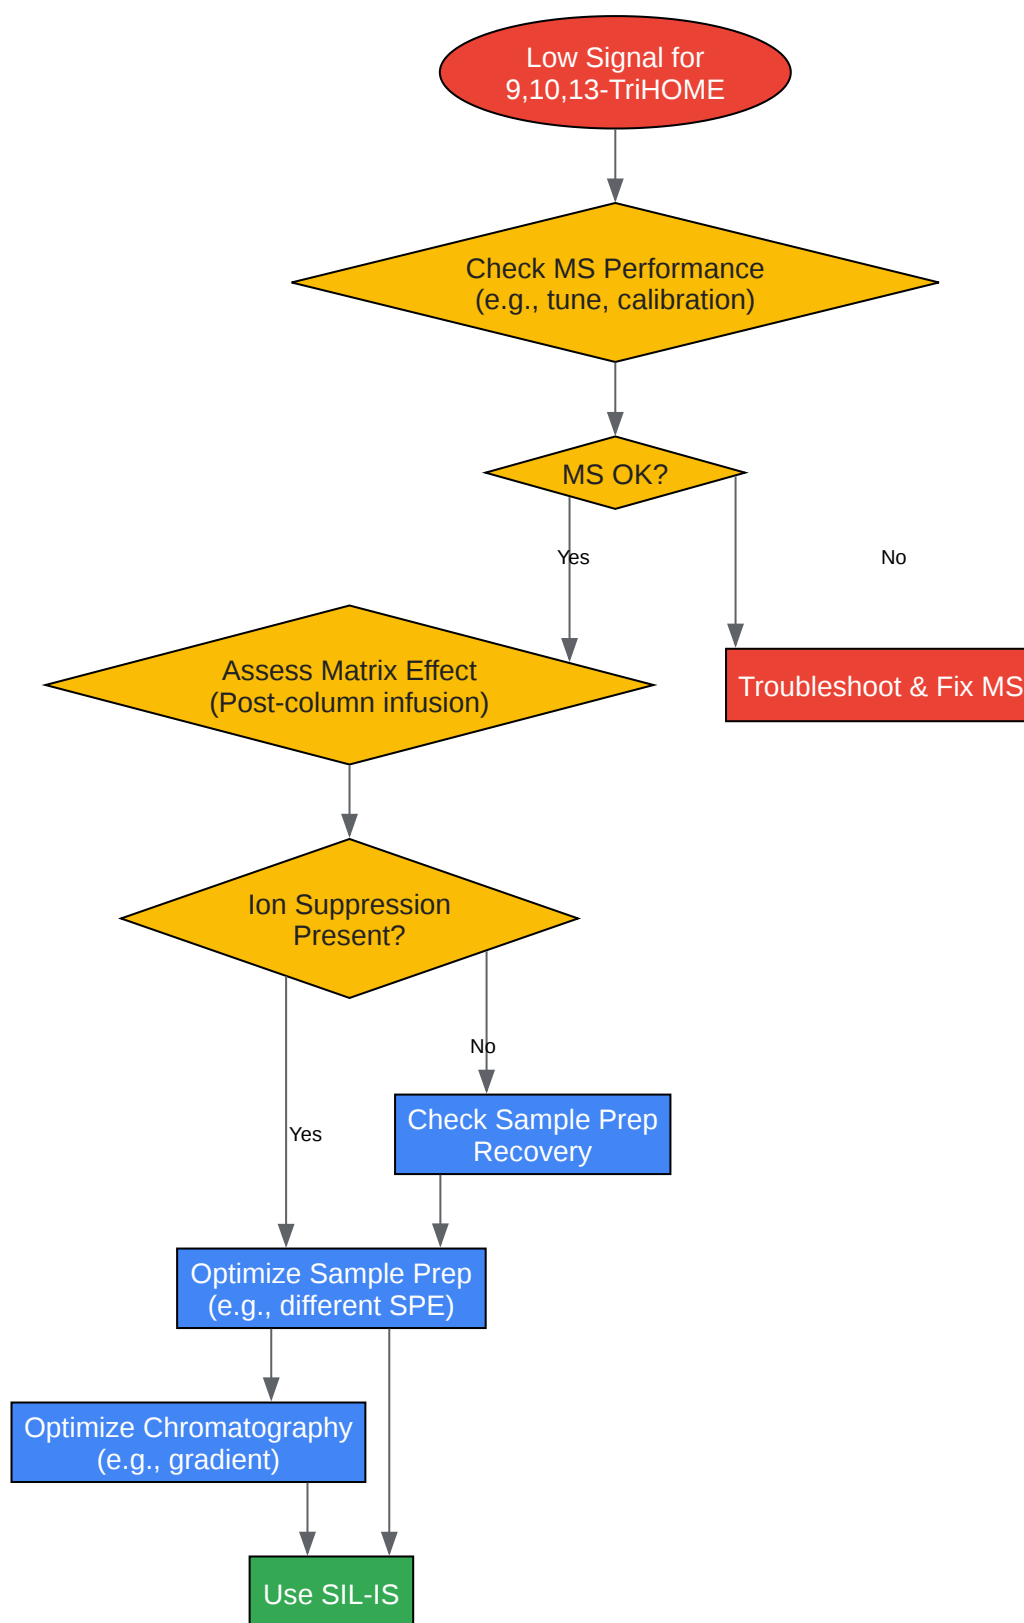 Low Signal for
9,10,13-TriHOME
Check MS Performance
(e.g., tune, calibration)
MS OK?
Yes
No
Assess Matrix Effect
(Post-column infusion)
Troubleshoot & Fix MS
Ion Suppression
Present?
No
Yes
Check Sample Prep
Recovery
Optimize Sample Prep
(e.g., different SPE)
Optimize Chromatography
(e.g., gradient)
Use SIL-IS